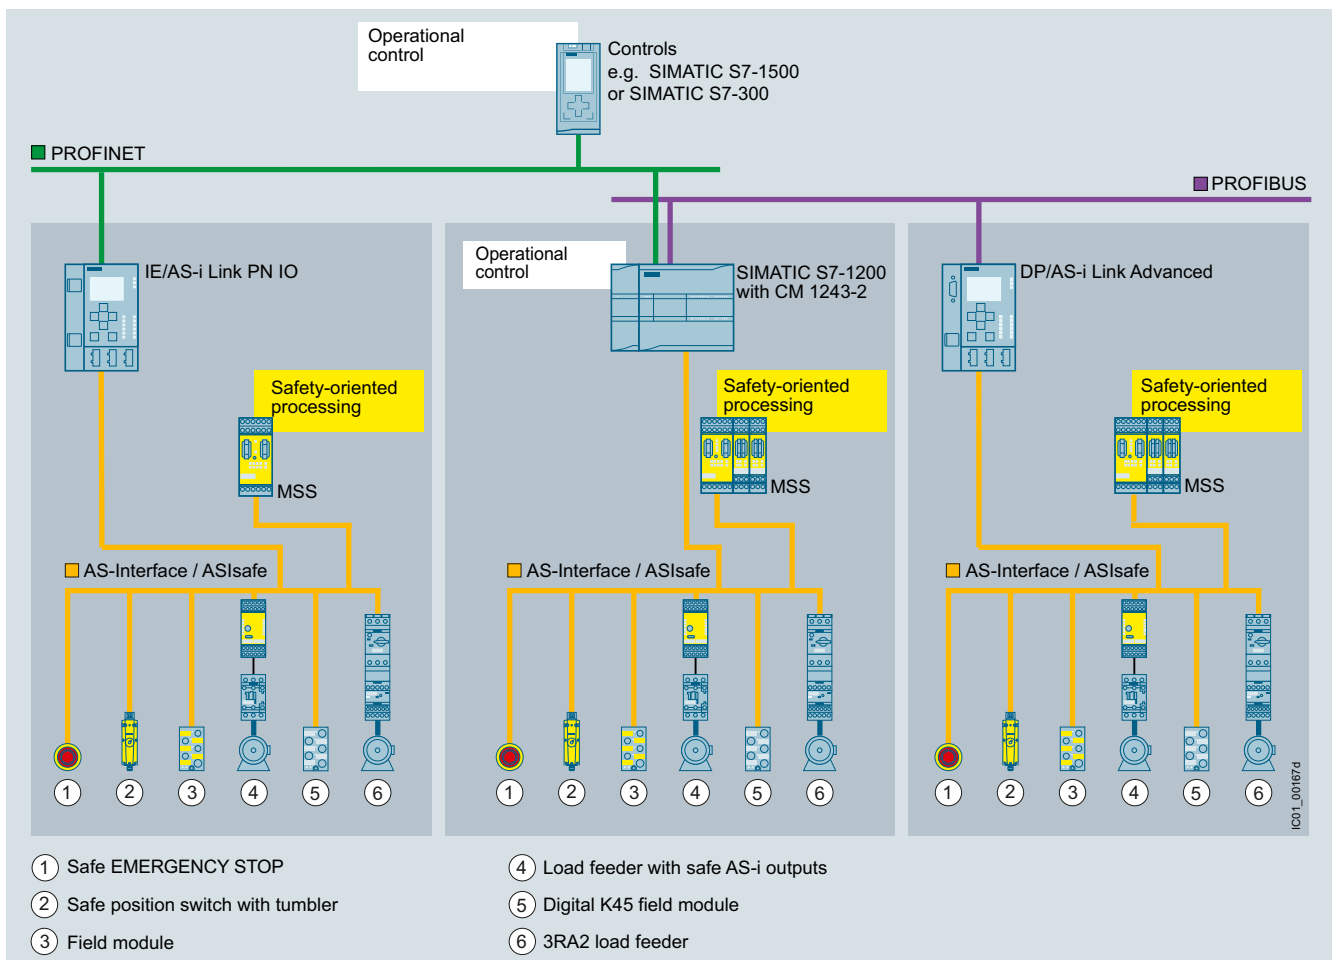 Operational
control
Controls
e.g. SIMATIC S7-1500
or SIMATIC S7-300
PROFINET
PROFIBUS
IE/AS-i Link PN IO
Operational
control
SIMATIC S7-1200
with CM 1243-2
DP/AS-i Link Advanced
Safety-oriented
processing
MSS
Safety-oriented
processing
MSS
Safety-oriented
processing
MSS
AS-Interface / ASIsafe
AS-Interface / ASIsafe
AS-Interface / ASIsafe
1 2 3 4 5 6
1 2 3 4 5 6
1 2 3 4 5 6
IC01_00167d
1 Safe EMERGENCY STOP
2 Safe position switch with tumbler
3 Field module
4 Load feeder with safe AS-i outputs
5 Digital K45 field module
6 3RA2 load feeder